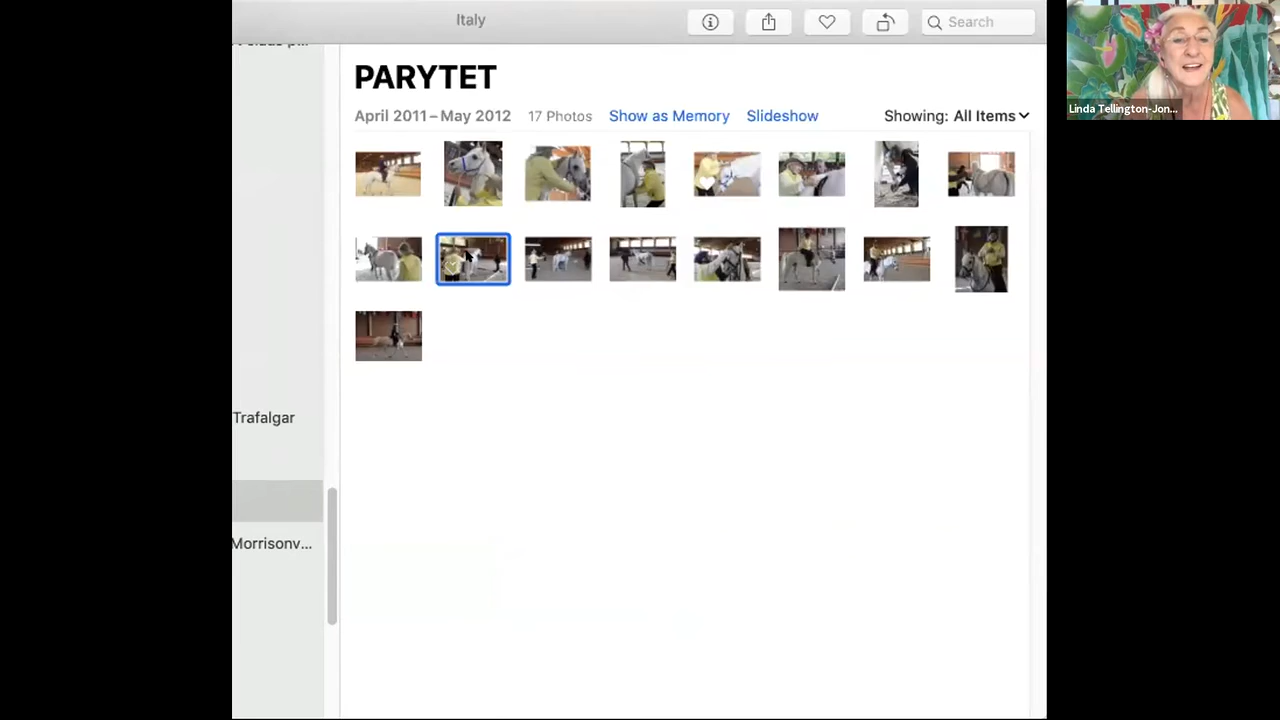 Italy
Search
PARYTET
April 2011 – May 2012 17 Photos Show as Memory Slideshow Showing: All Items
Trafalgar
Morrisonv...
Linda Tellington-Jon...